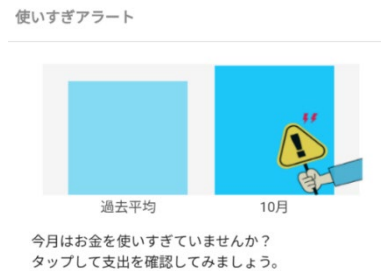 使いすぎアラート
過去平均
10月
今月はお金を使いすぎていませんか？
タップして支出を確認してみましょう。